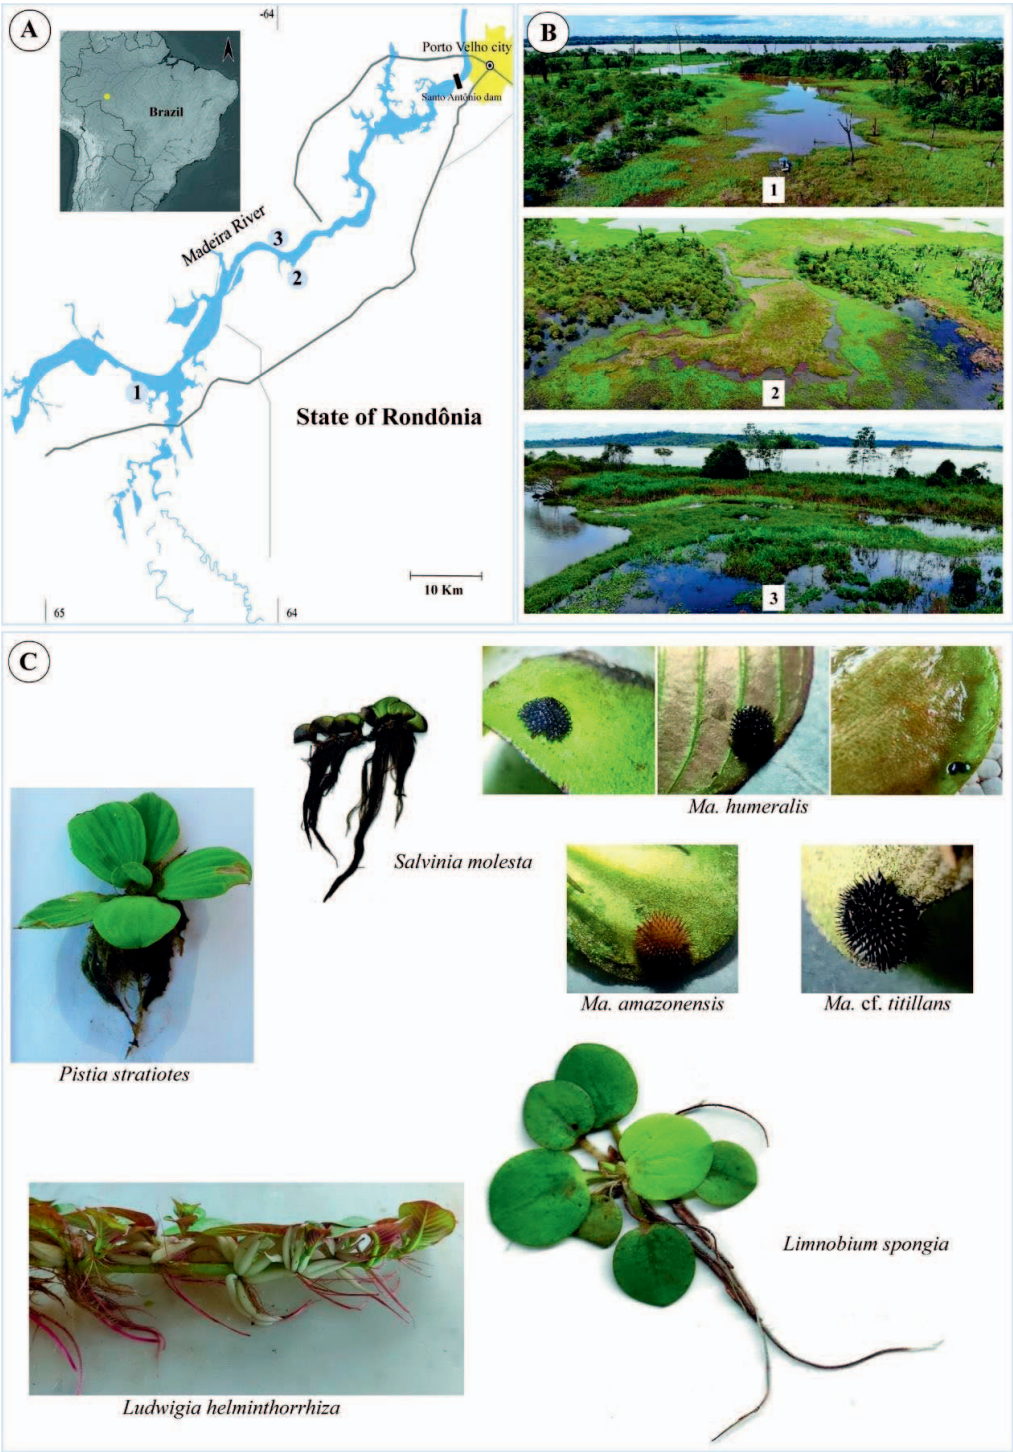 A
-64
Porto Velho city
Santo Antônio dam
Brazil
Madeira River
3
2
1
State of Rondônia
10 Km
65
64
B
1
2
3
C
Ma. humeralis
Salvinia molesta
Ma. amazonensis
Ma. cf. titillans
Pistia stratiotes
Limnobium spongia
Ludwigia helminthorrhiza